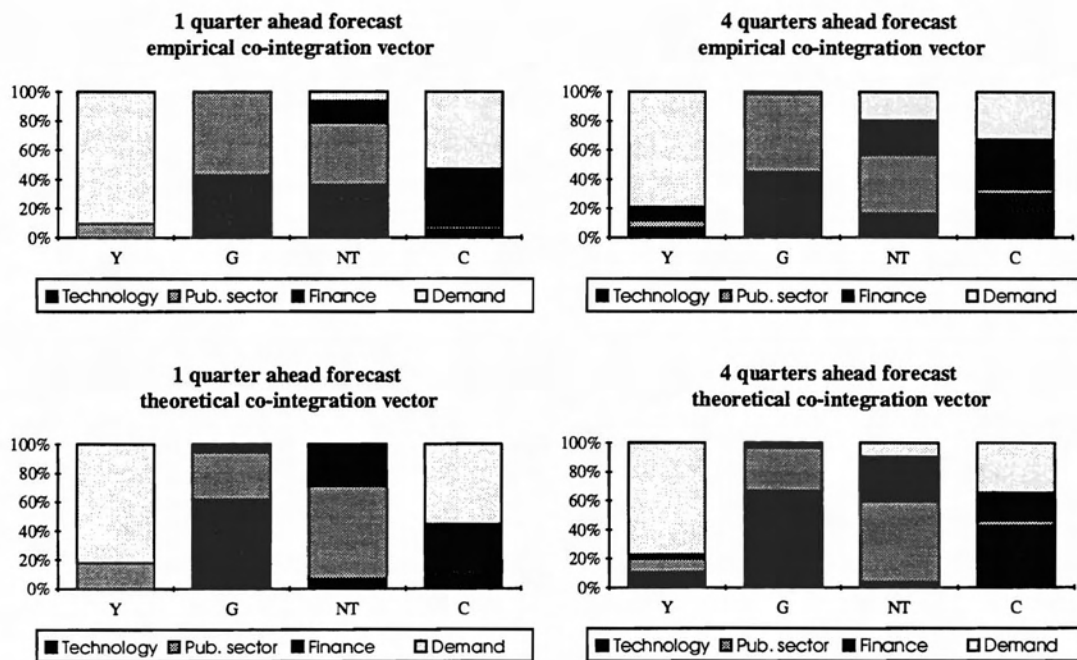 1 quarter ahead forecast
empirical co-integration vector
100%
80%
60%
40%
20%
0%
Y G NT C
Technology Pub. sector Finance Demand
4 quarters ahead forecast
empirical co-integration vector
100%
80%
60%
40%
20%
0%
Y G NT C
Technology Pub. sector Finance Demand
1 quarter ahead forecast
theoretical co-integration vector
100%
80%
60%
40%
20%
0%
Y G NT C
Technology Pub. sector Finance Demand
4 quarters ahead forecast
theoretical co-integration vector
100%
80%
60%
40%
20%
0%
Y G NT C
Technology Pub. sector Finance Demand